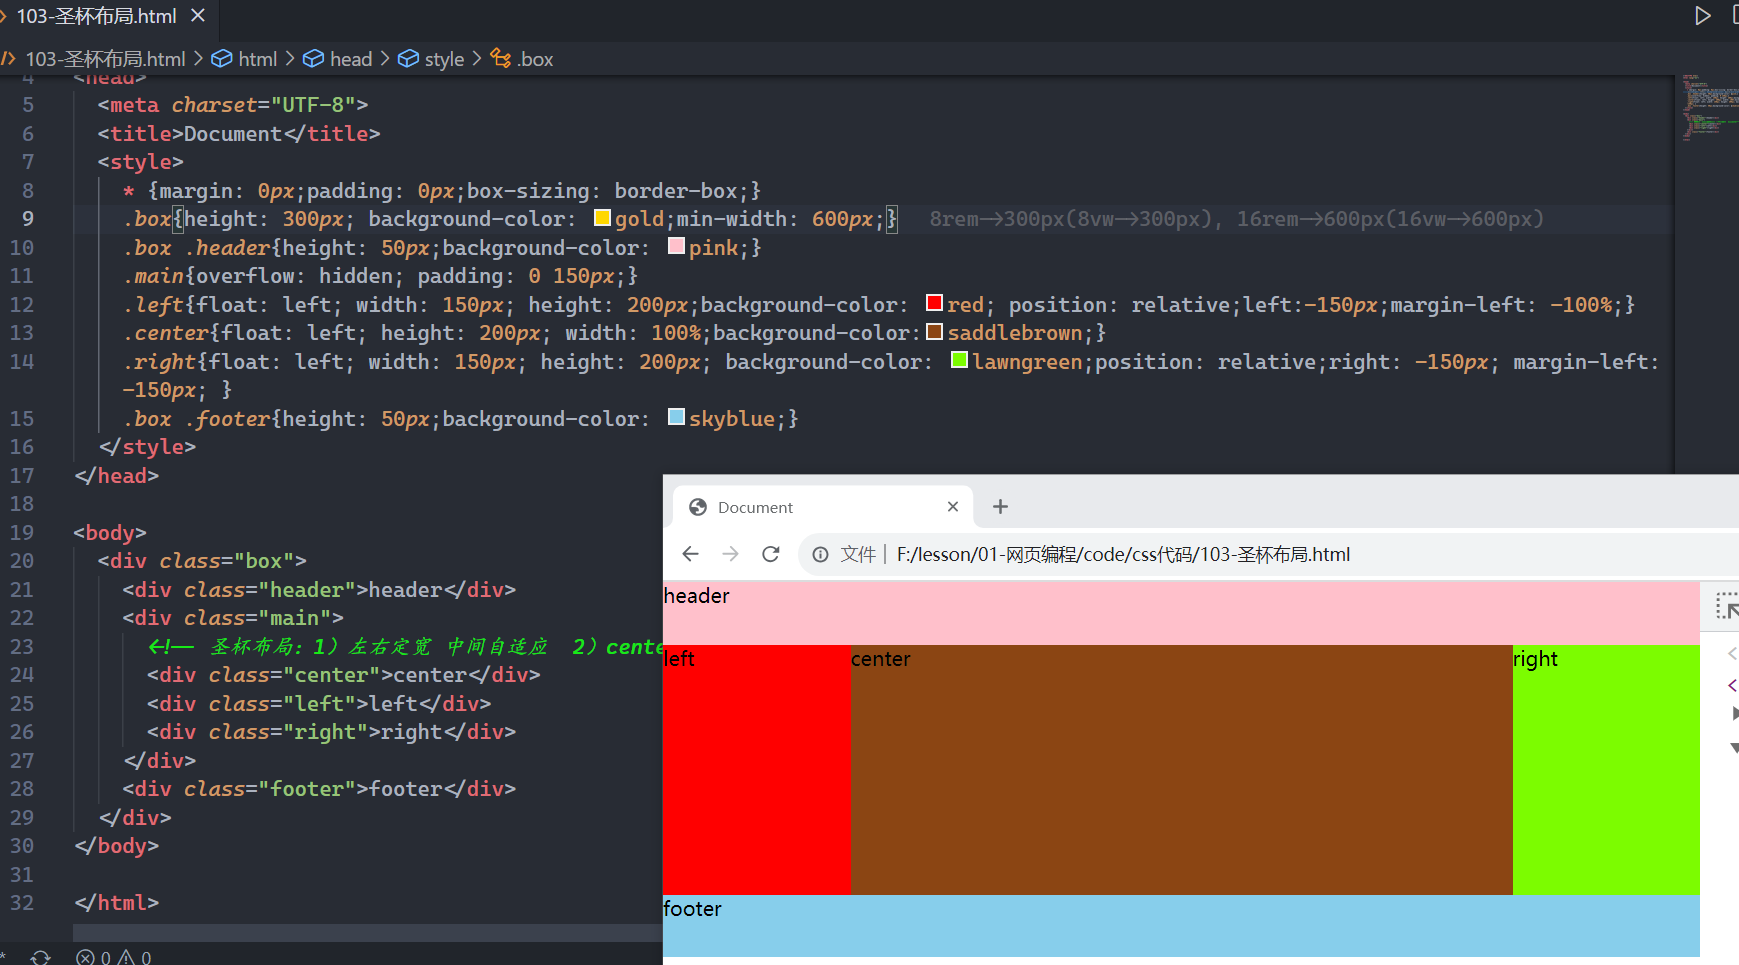 103-圣杯布局.html
103-圣杯布局.html > html > head > style > .box
4 <head>
5 <meta charset="UTF-8">
6 <title>Document</title>
7 <style>
8 * {margin: 0px;padding: 0px;box-sizing: border-box;}
9 .box{height: 300px; background-color: gold;min-width: 600px;} 8rem->300px(8vw->300px), 16rem->600px(16vw->600px)
10 .box .header{height: 50px;background-color: pink;}
11 .main{overflow: hidden; padding: 0 150px;}
12 .left{float: left; width: 150px; height: 200px;background-color: red; position: relative;left:-150px;margin-left: -100%;}
13 .center{float: left; height: 200px; width: 100%;background-color:saddlebrown;}
14 .right{float: left; width: 150px; height: 200px; background-color: lawngreen;position: relative;right: -150px; margin-left:
-150px; }
15 .box .footer{height: 50px;background-color: skyblue;}
16 </style>
17 </head>
18
19 <body>
20 <div class="box">
21 <div class="header">header</div>
22 <div class="main">
23 <!-- 圣杯布局：1）左右定宽 中间自适应 2）cente
24 <div class="center">center</div>
25 <div class="left">left</div>
26 <div class="right">right</div>
27 </div>
28 <div class="footer">footer</div>
29 </div>
30 </body>
31
32 </html>
0 0
Document
文件 | F:/lesson/01-网页编程/code/css代码/103-圣杯布局.html
header
left center right
footer